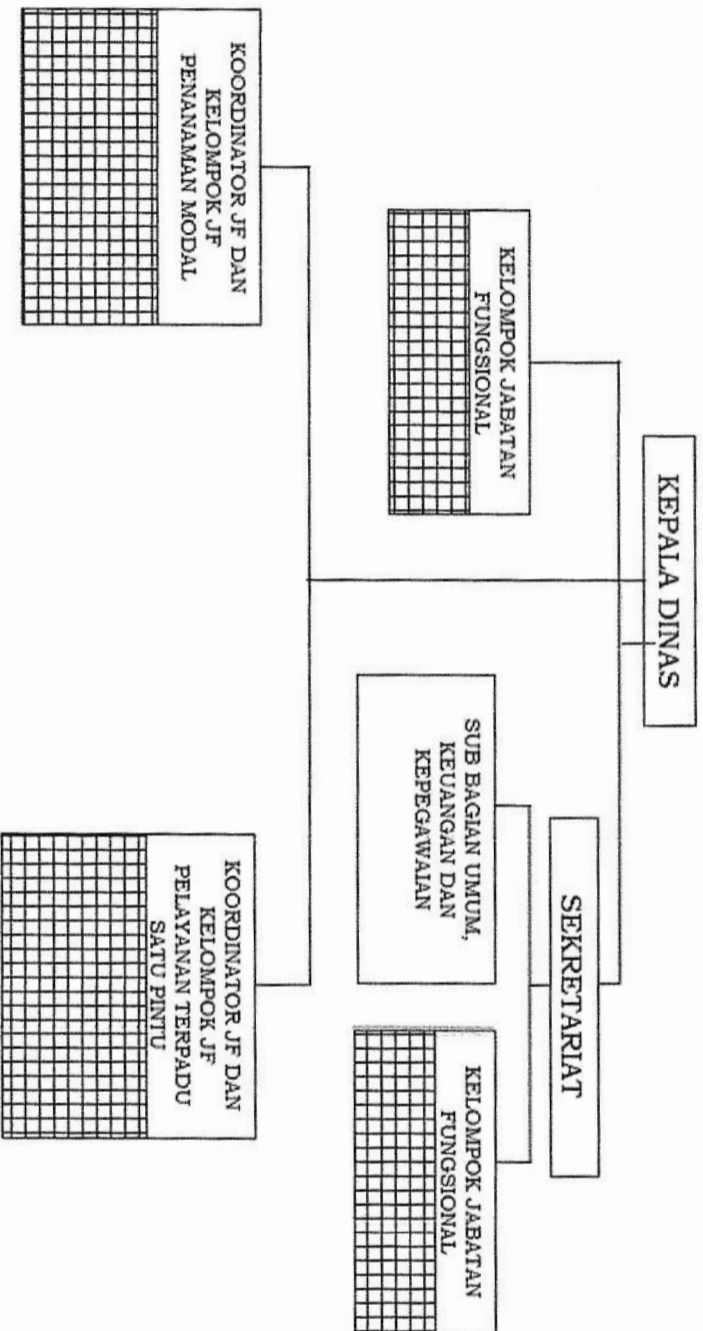 KEPALA DINAS
SEKRETARIAT
KELOMPOK JABATAN
FUNGSIONAL
SUB BAGIAN UMUM,
KEUANGAN DAN
KEPEGAWAIAN
KELOMPOK JABATAN
FUNGSIONAL
KOORDINATOR JF DAN
KELOMPOK JF
PENANAMAN MODAL
KOORDINATOR JF DAN
KELOMPOK JF
PELAYANAN TERPADU
SATU PINTU